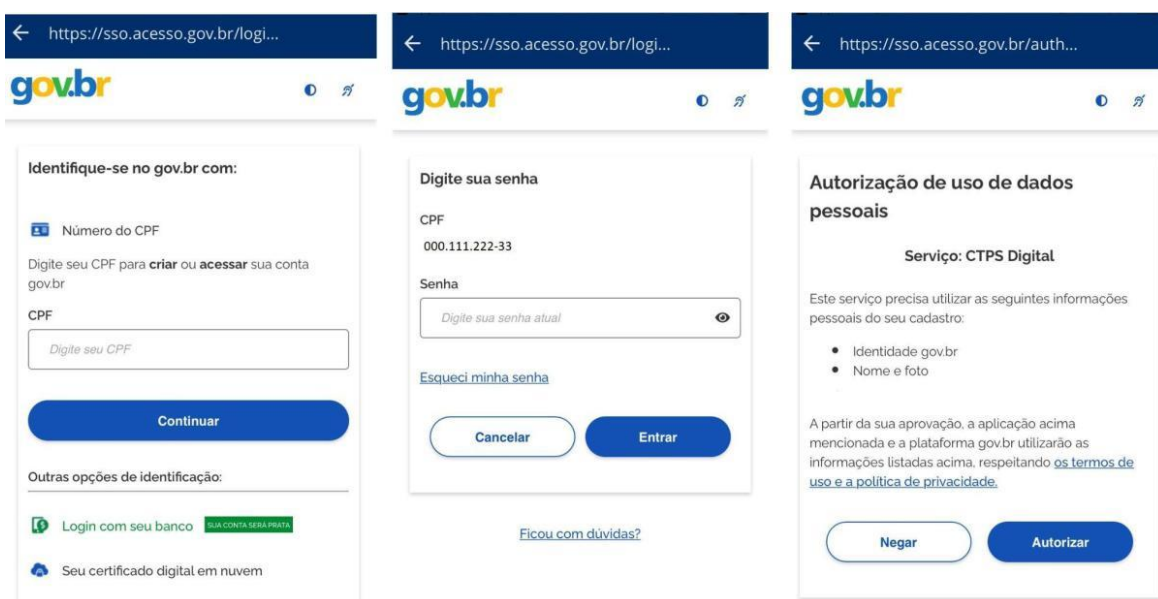 https://sso.acesso.gov.br/logi...
gov.br
Identifique-se no gov.br com:
Número do CPF
Digite seu CPF para criar ou acessar sua conta
gov.br
CPF
Digite seu CPF
Continuar
Outras opções de identificação:
Login com seu banco SUA CONTA SERÁ PRATA
Seu certificado digital em nuvem
https://sso.acesso.gov.br/logi...
gov.br
Digite sua senha
CPF
000.111.222-33
Senha
Digite sua senha atual
Esqueci minha senha
Cancelar Entrar
Ficou com dúvidas?
https://sso.acesso.gov.br/auth...
gov.br
Autorização de uso de dados
pessoais
Serviço: CTPS Digital
Este serviço precisa utilizar as seguintes informações
pessoais do seu cadastro:
Identidade gov.br
Nome e foto
A partir da sua aprovação, a aplicação acima
mencionada e a plataforma gov.br utilizarão as
informações listadas acima, respeitando os termos de
uso e a política de privacidade.
Negar Autorizar